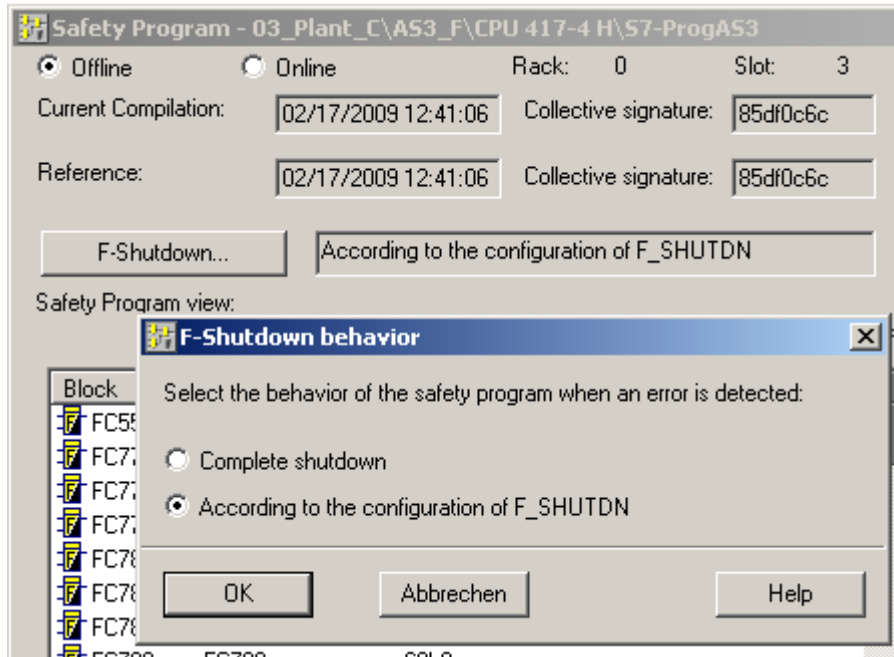 Safety Program - 03_Plant_C\AS3_F\CPU 417-4 H\S7-ProgAS3
Offline Online Rack: 0 Slot: 3
Current Compilation: 02/17/2009 12:41:06 Collective signature: 85df0c6c
Reference: 02/17/2009 12:41:06 Collective signature: 85df0c6c
F-Shutdown... According to the configuration of F_SHUTDN
Safety Program view:
F-Shutdown behavior
Block
Select the behavior of the safety program when an error is detected:
Complete shutdown
According to the configuration of F_SHUTDN
OK Abbrechen Help